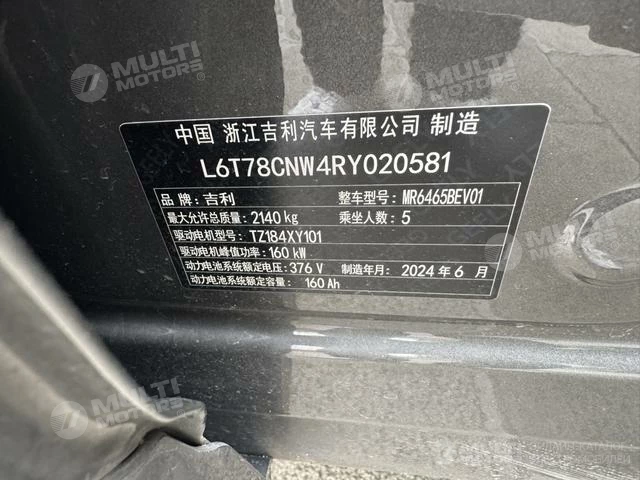 MULTI MOTORS®
MULTI MOTORS®
中国 浙江吉利汽车有限公司 制造
L6T78CNW4RY020581
品 牌：吉利 整车型号：MR6465BEV01
最大允许总质量：2140 kg 乘坐人数：5
驱动电机型号：TZ184XY101
驱动电机峰值功率：160 kW
动力电池系统额定电压：376 V 制造年月：2024 年 6 月
动力电池系统额定容量：160 Ah
MULTI MOTORS®
MULTI MOTORS®